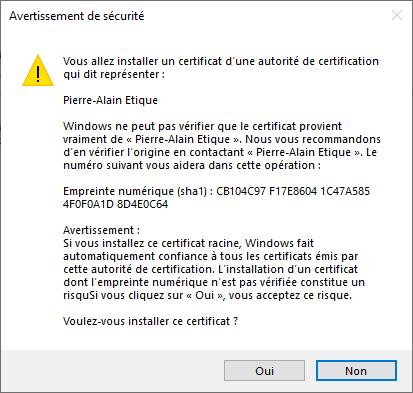 Avertissement de sécurité
Vous allez installer un certificat d'une autorité de certification
qui dit représenter :
Pierre-Alain Etique
Windows ne peut pas vérifier que le certificat provient
vraiment de « Pierre-Alain Etique ». Nous vous recommandons
d'en vérifier l'origine en contactant « Pierre-Alain Etique ». Le
numéro suivant vous aidera dans cette opération :
Empreinte numérique (sha1) : CB104C97 F17E8604 1C47A585
4F0F0A1D 8D4E0C64
Avertissement :
Si vous installez ce certificat racine, Windows fait
automatiquement confiance à tous les certificats émis par
cette autorité de certification. L'installation d'un certificat
dont l'empreinte numérique n'est pas vérifiée constitue un
risquSi vous cliquez sur « Oui », vous acceptez ce risque.
Voulez-vous installer ce certificat ?
Oui
Non